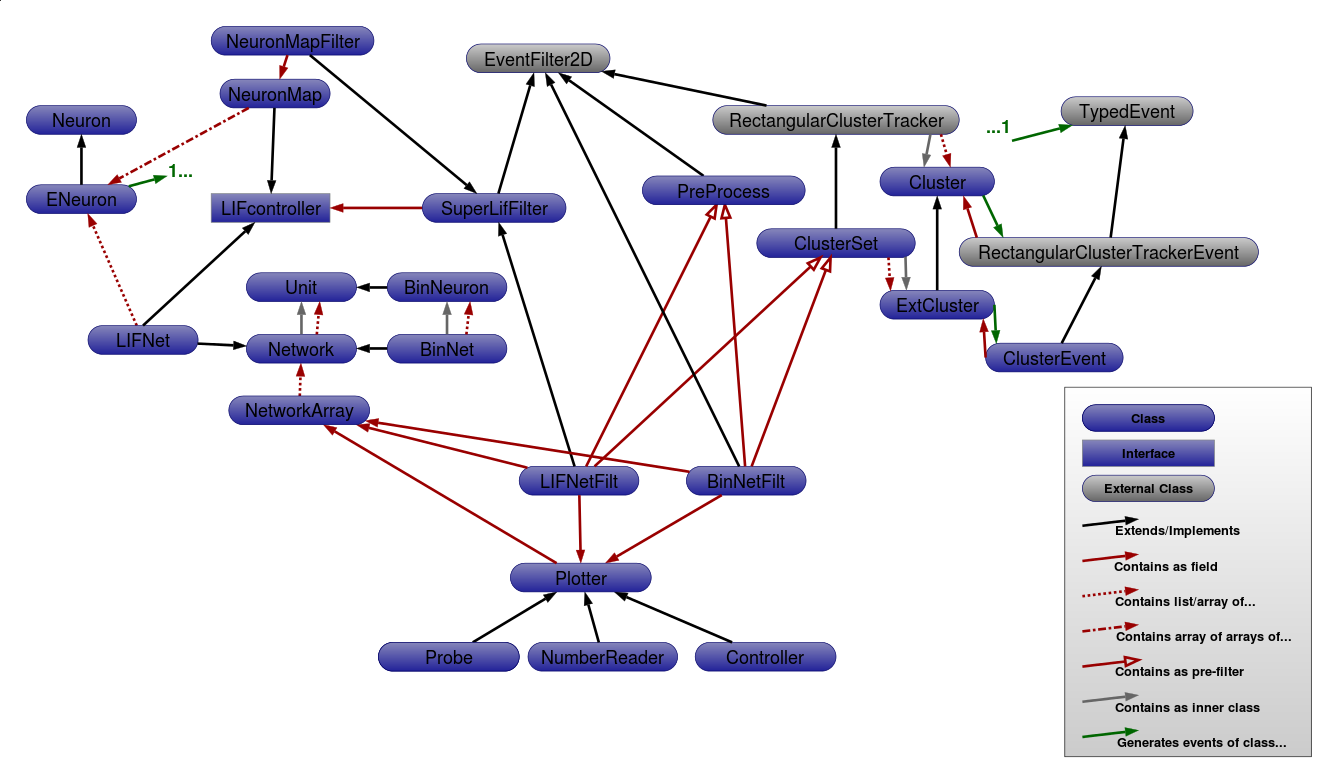 NeuronMapFilter
EventFilter2D
NeuronMap
TypedEvent
Neuron
RectangularClusterTracker
...1
1...
Cluster
PreProcess
ENeuron
LIFcontroller
SuperLifFilter
ClusterSet
RectangularClusterTrackerEvent
Unit
BinNeuron
ExtCluster
LIFNet
Network
BinNet
ClusterEvent
NetworkArray
LIFNetFilt
BinNetFilt
Plotter
Probe
NumberReader
Controller
Class
Interface
External Class
Extends/Implements
Contains as field
Contains list/array of...
Contains array of arrays of...
Contains as pre-filter
Contains as inner class
Generates events of class...